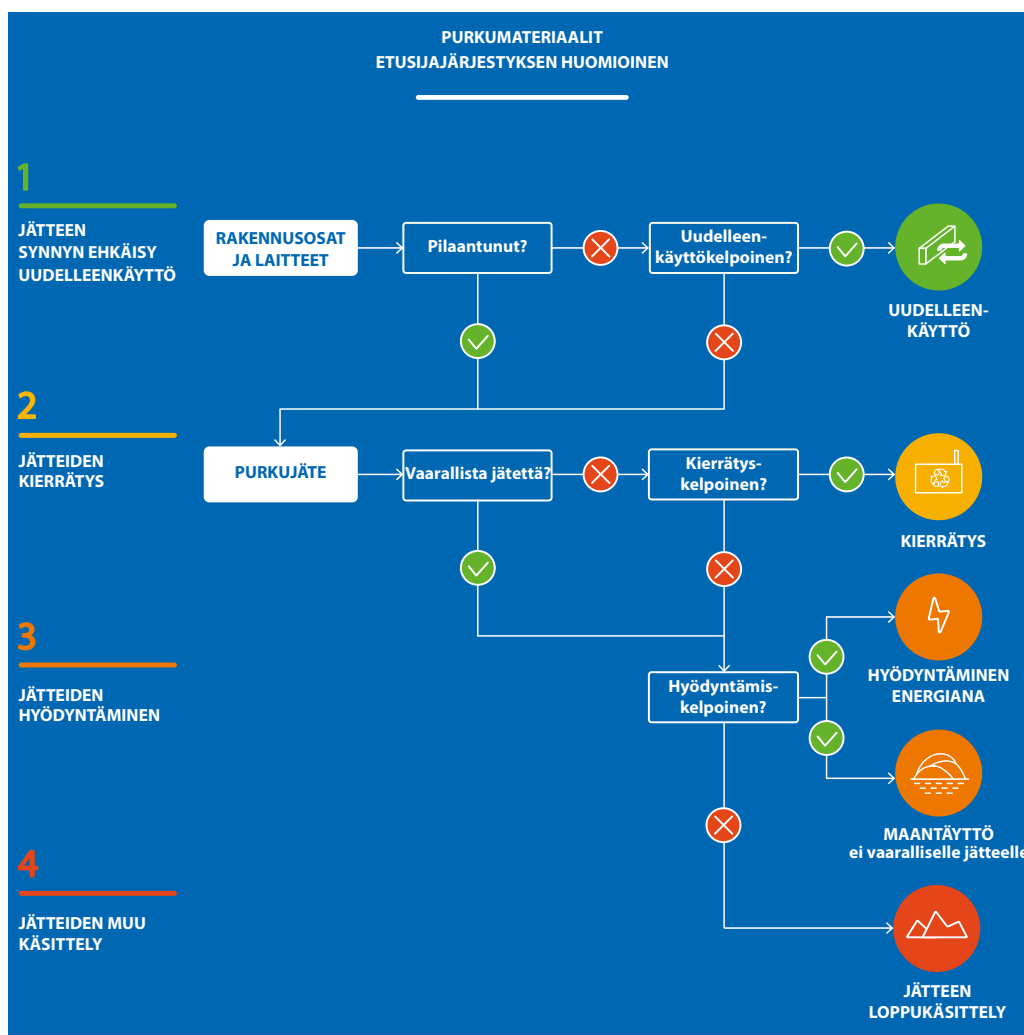 PURKUMATERIAALIT
ETUSIJAJÄRJESTYKSEN HUOMIOINEN
1
JÄTTEEN
SYNNYN EHKÄISY
UUDELLEENKÄYTTÖ
RAKENNUSOSAT
JA LAITTEET
Pilaantunut?
Uudelleen-
käyttökelpoinen?
UUDELLEEN-
KÄYTTÖ
2
JÄTTEIDEN
KIERRÄTYS
PURKUJÄTE
Vaarallista jätettä?
Kierrätys-
kelpoinen?
KIERRÄTYS
3
JÄTTEIDEN
HYÖDYNTÄMINEN
Hyödyntämis-
kelpoinen?
HYÖDYNTÄMINEN
ENERGIANA
MAANTÄYTTÖ
ei vaaralliselle jätteelle
4
JÄTTEIDEN MUU
KÄSITTELY
JÄTTEEN
LOPPUKÄSITTELY